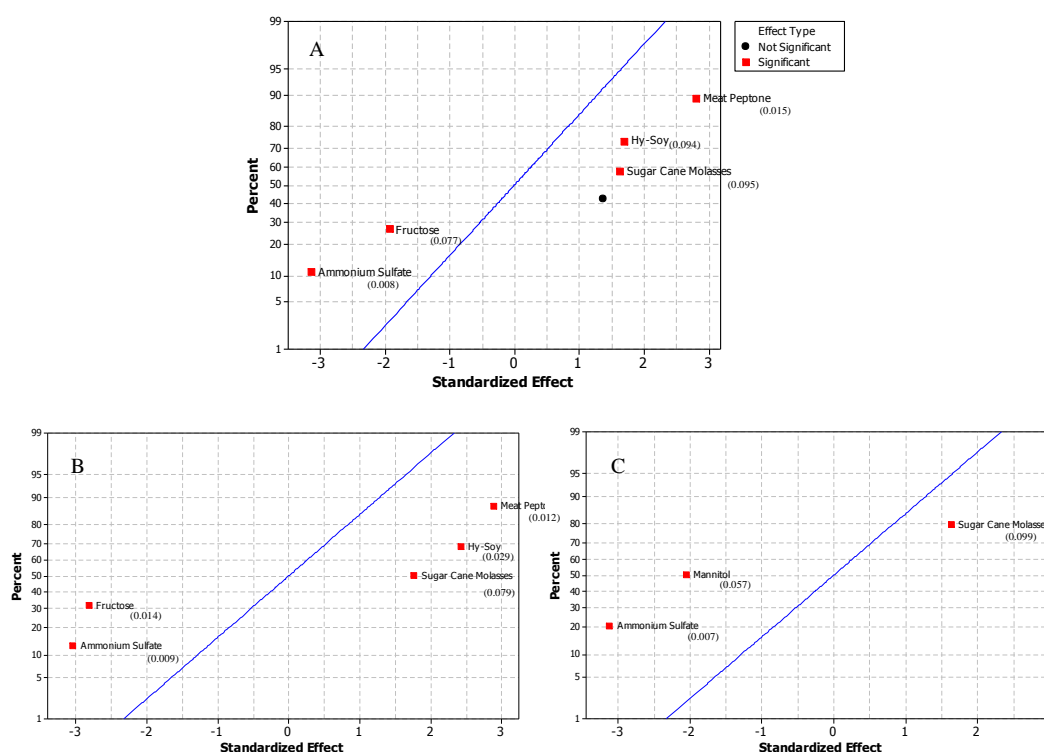 A
Effect Type
Not Significant
Significant
99
95
90
80
70
60
50
40
30
20
10
5
1
Percent
Meat Peptone
(0.015)
Hy-Soy (0.094)
Sugar Cane Molasses
(0.095)
Fructose
(0.077)
Ammonium Sulfate
(0.008)
-3 -2 -1 0 1 2 3
Standardized Effect
B
99
95
90
80
70
60
50
40
30
20
10
5
1
Percent
Meat Pept
(0.012)
Hy-Soy
(0.029)
Sugar Cane Molasses
(0.079)
Fructose
(0.014)
Ammonium Sulfate
(0.009)
-3 -2 -1 0 1 2 3
Standardized Effect
C
99
95
90
80
70
60
50
40
30
20
10
5
1
Percent
Sugar Cane Molasse
(0.099)
Mannitol
(0.057)
Ammonium Sulfate
(0.007)
-3 -2 -1 0 1 2
Standardized Effect